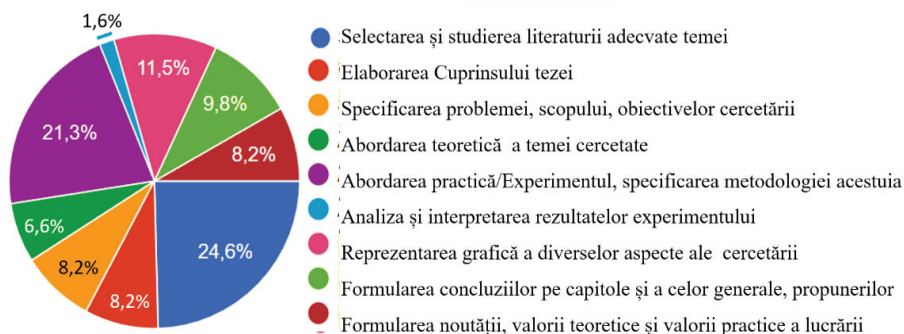 1,6%
11,5%
9,8%
8,2%
24,6%
8,2%
8,2%
6,6%
21,3%
Selectarea și studierea literaturii adecvate temei
Elaborarea Cuprinsului tezei
Specificarea problemei, scopului, obiectivelor cercetării
Abordarea teoretică a temei cercetate
Abordarea practică/Experimentul, specificarea metodologiei acestuia
Analiza și interpretarea rezultatelor experimentului
Reprezentarea grafică a diverselor aspecte ale cercetării
Formularea concluziilor pe capitole și a celor generale, propunerilor
Formularea noutății, valorii teoretice și valorii practice a lucrării